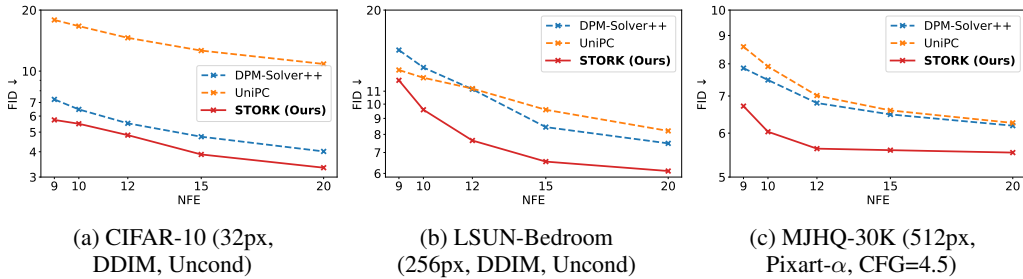 20
10
7
6
5
4
3
FID ↓
9 10 12 15 20
NFE
DPM-Solver++
UniPC
STORK (Ours)
20
11
10
9
8
7
6
FID ↓
9 10 12 15 20
NFE
DPM-Solver++
UniPC
STORK (Ours)
10
9
8
7
6
5
FID ↓
9 10 12 15 20
NFE
DPM-Solver++
UniPC
STORK (Ours)
(a) CIFAR-10 (32px,
DDIM, Uncond)
(b) LSUN-Bedroom
(256px, DDIM, Uncond)
(c) MJHQ-30K (512px,
Pixart-α, CFG=4.5)